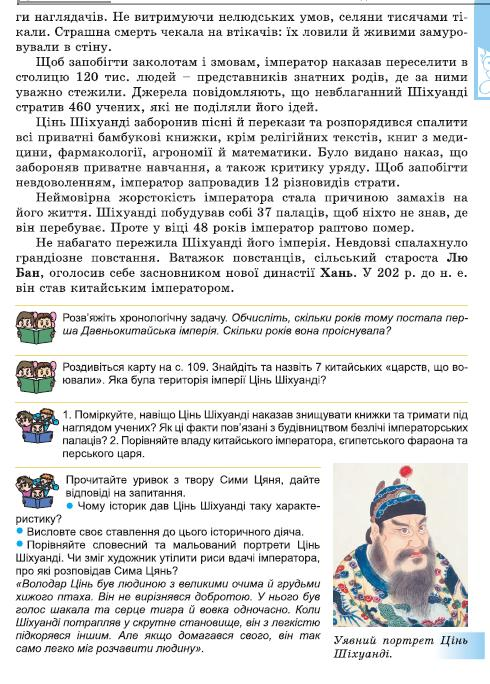 ги наглядачів. Не витримуючи нелюдських умов, селяни тисячами ті-
кали. Страшна смерть чекала на втікачів: їх ловили й живими замуро-
вували в стіну.
Щоб запобігти заколотам і змовам, імператор наказав переселити в
столицю 120 тис. людей – представників знатних родів, де за ними
уважно стежили. Джерела повідомляють, що невблаганний Шіхуанді
стратив 460 учених, які не поділяли його ідей.
Цінь Шіхуанді заборонив пісні й перекази та розпорядився спалити
всі приватні бамбукові книжки, крім релігійних текстів, книг з меди-
цини, фармакології, агрономії й математики. Було видано наказ, що
забороняв приватне навчання, а також критику уряду. Щоб запобігти
невдоволенням, імператор запровадив 12 різновидів страти.
Неймовірна жорстокість імператора стала причиною замахів на
його життя. Шіхуанді побудував собі 37 палаців, щоб ніхто не знав, де
він перебуває. Проте у віці 48 років імператор раптово помер.
Не набагато пережила Шіхуанді його імперія. Невдовзі спалахнуло
грандіозне повстання. Ватажок повстанців, сільський староста Лю
Бан, оголосив себе засновником нової династії Хань. У 202 р. до н. е.
він став китайським імператором.
Розв'яжіть хронологічну задачу. Обчисліть, скільки років тому постала пер-
ша Давньокитайська імперія. Скільки років вона проіснувала?
Роздивіться карту на с. 109. Знайдіть та назвіть 7 китайських «царств, що во-
ювали». Яка була територія імперії Цінь Шіхуанді?
1. Поміркуйте, навіщо Цінь Шіхуанді наказав знищувати книжки та тримати під
наглядом учених? Як ці факти пов'язані з будівництвом безлічі імператорських
палаців? 2. Порівняйте владу китайського імператора, єгипетського фараона та
перського царя.
Прочитайте уривок з твору Сими Цяня, дайте
відповіді на запитання.
• Чому історик дав Цінь Шіхуанді таку характе-
ристику?
• Висловте своє ставлення до цього історичного діяча.
• Порівняйте словесний та мальований портрети Цінь
Шіхуанді. Чи зміг художник утілити риси вдачі імператора,
про які розповідав Сима Цянь?
«Володар Цінь був людиною з великими очима й грудьми
хижого птаха. Він не вирізнявся добротою. У нього був
голос шакала та серце тигра й вовка одночасно. Коли
Шіхуанді потрапляв у скрутне становище, він з легкістю
підкорявся іншим. Але якщо домагався свого, він так
само легко міг розчавити людину».
Уявний портрет Цінь
Шіхуанді.